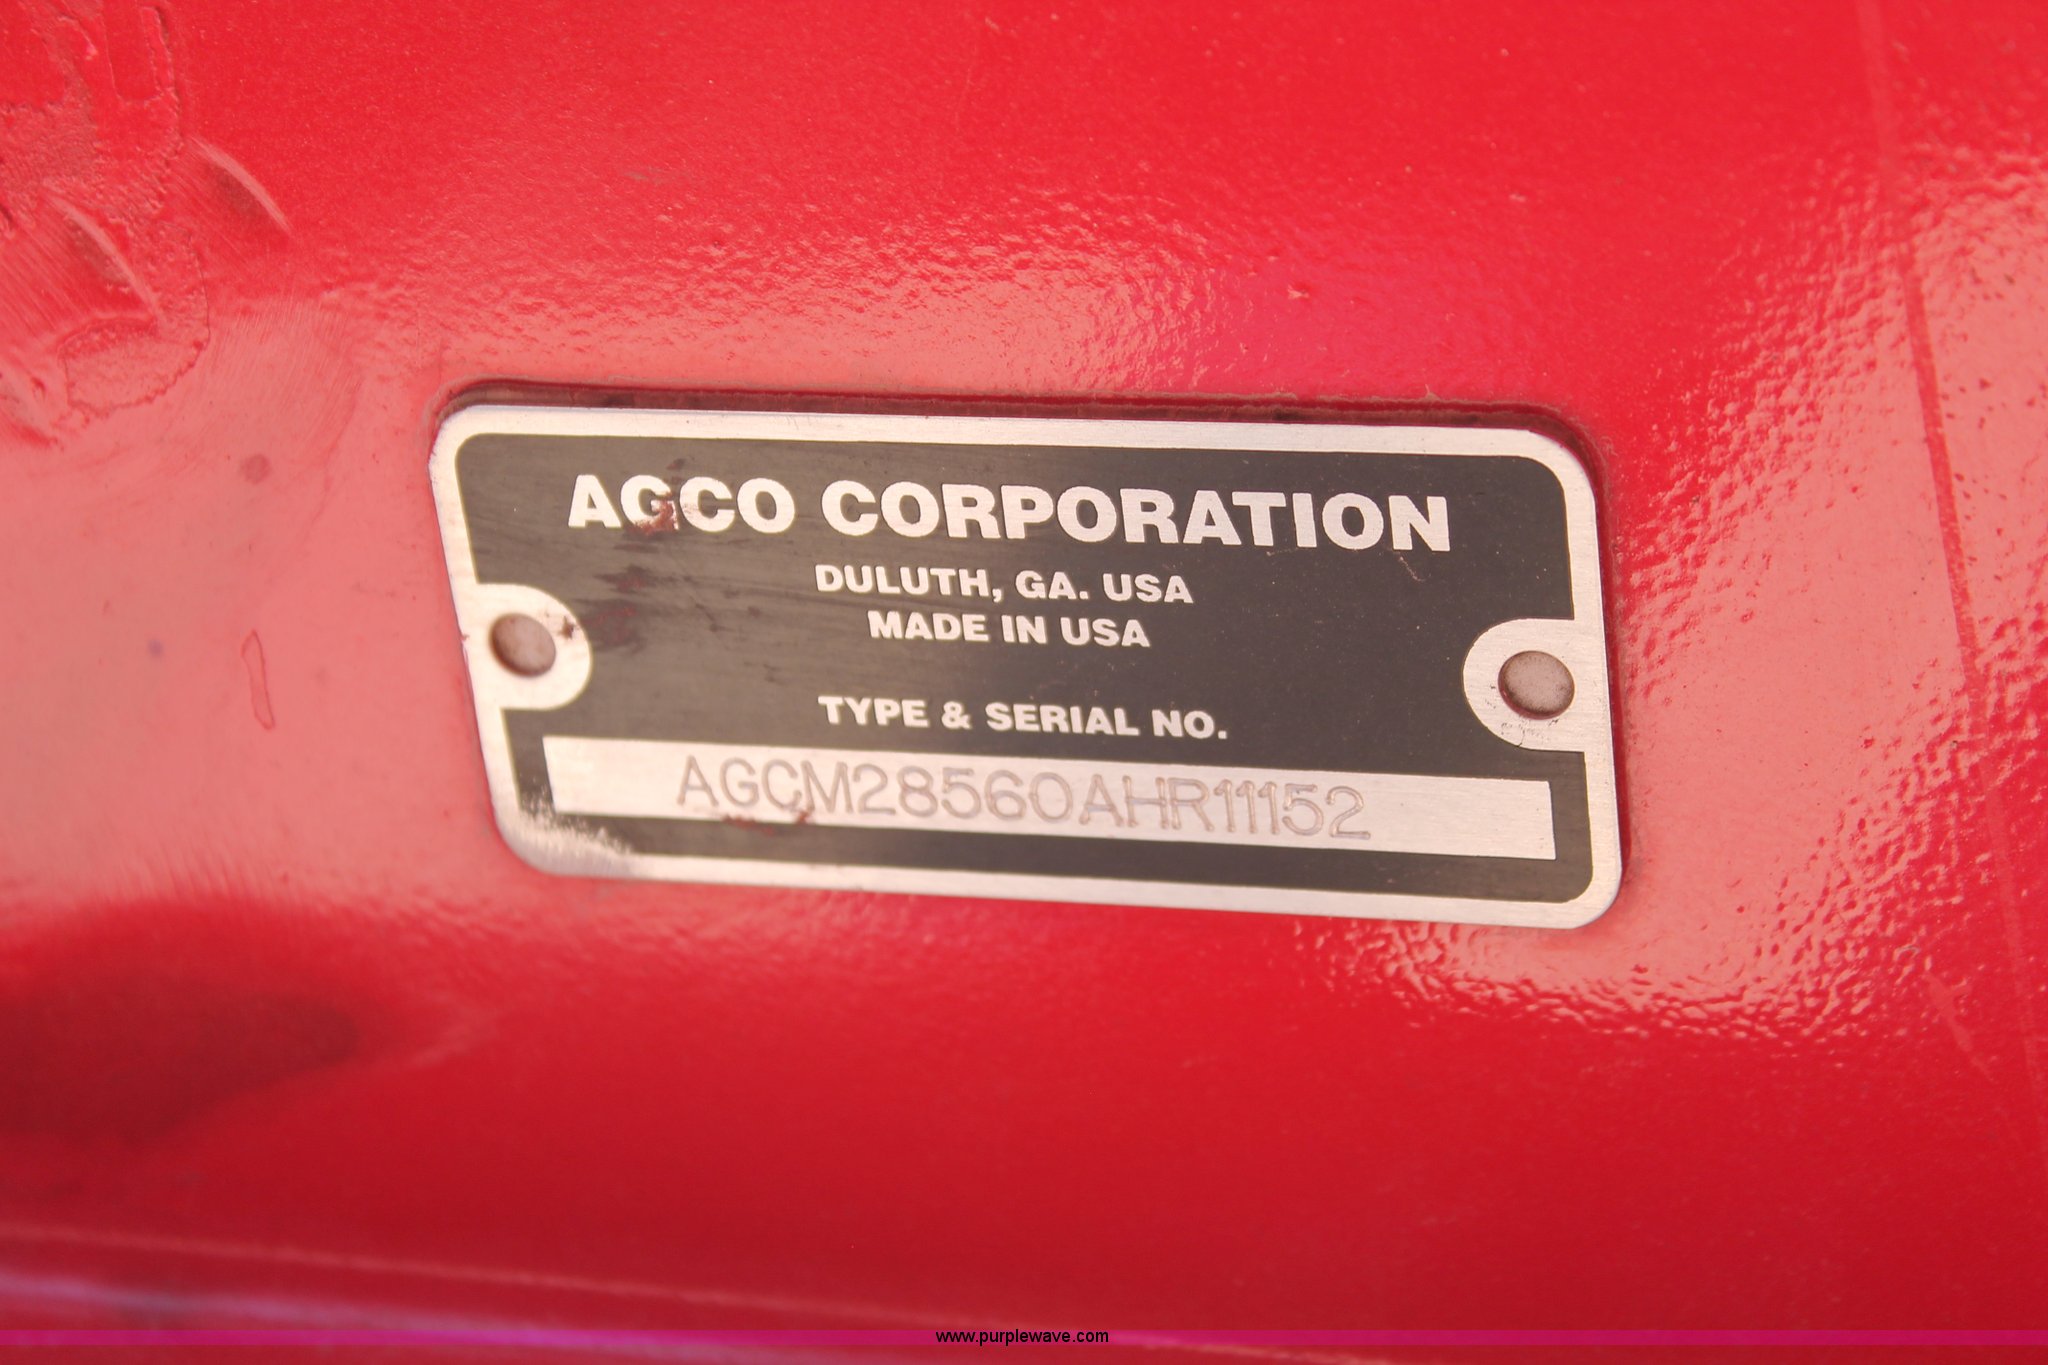 AGCO CORPORATION
DULUTH, GA. USA
MADE IN USA
TYPE & SERIAL NO.
AGCM28560AHR11152
www.purplewave.com